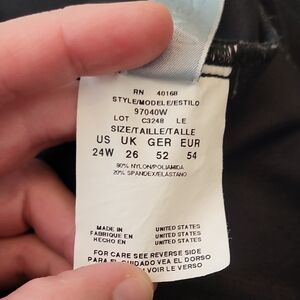 RN 40168
STYLE/MODELE/ESTILO
97040W
LOT C3248 LE
SIZE/TAILLE/TALLE
US UK GER EUR
24W 26 52 54
80% NYLON/POLIAMIDA
20% SPANDEX/ELASTANO
MADE IN UNITED STATES
FABRIQUE EN UNITED STATES
HECHO EN UNITED STATES
FOR CARE SEE REVERSE SIDE
PARA EL CUIDADO VEA EL DORSO
VOIR LE VERSO